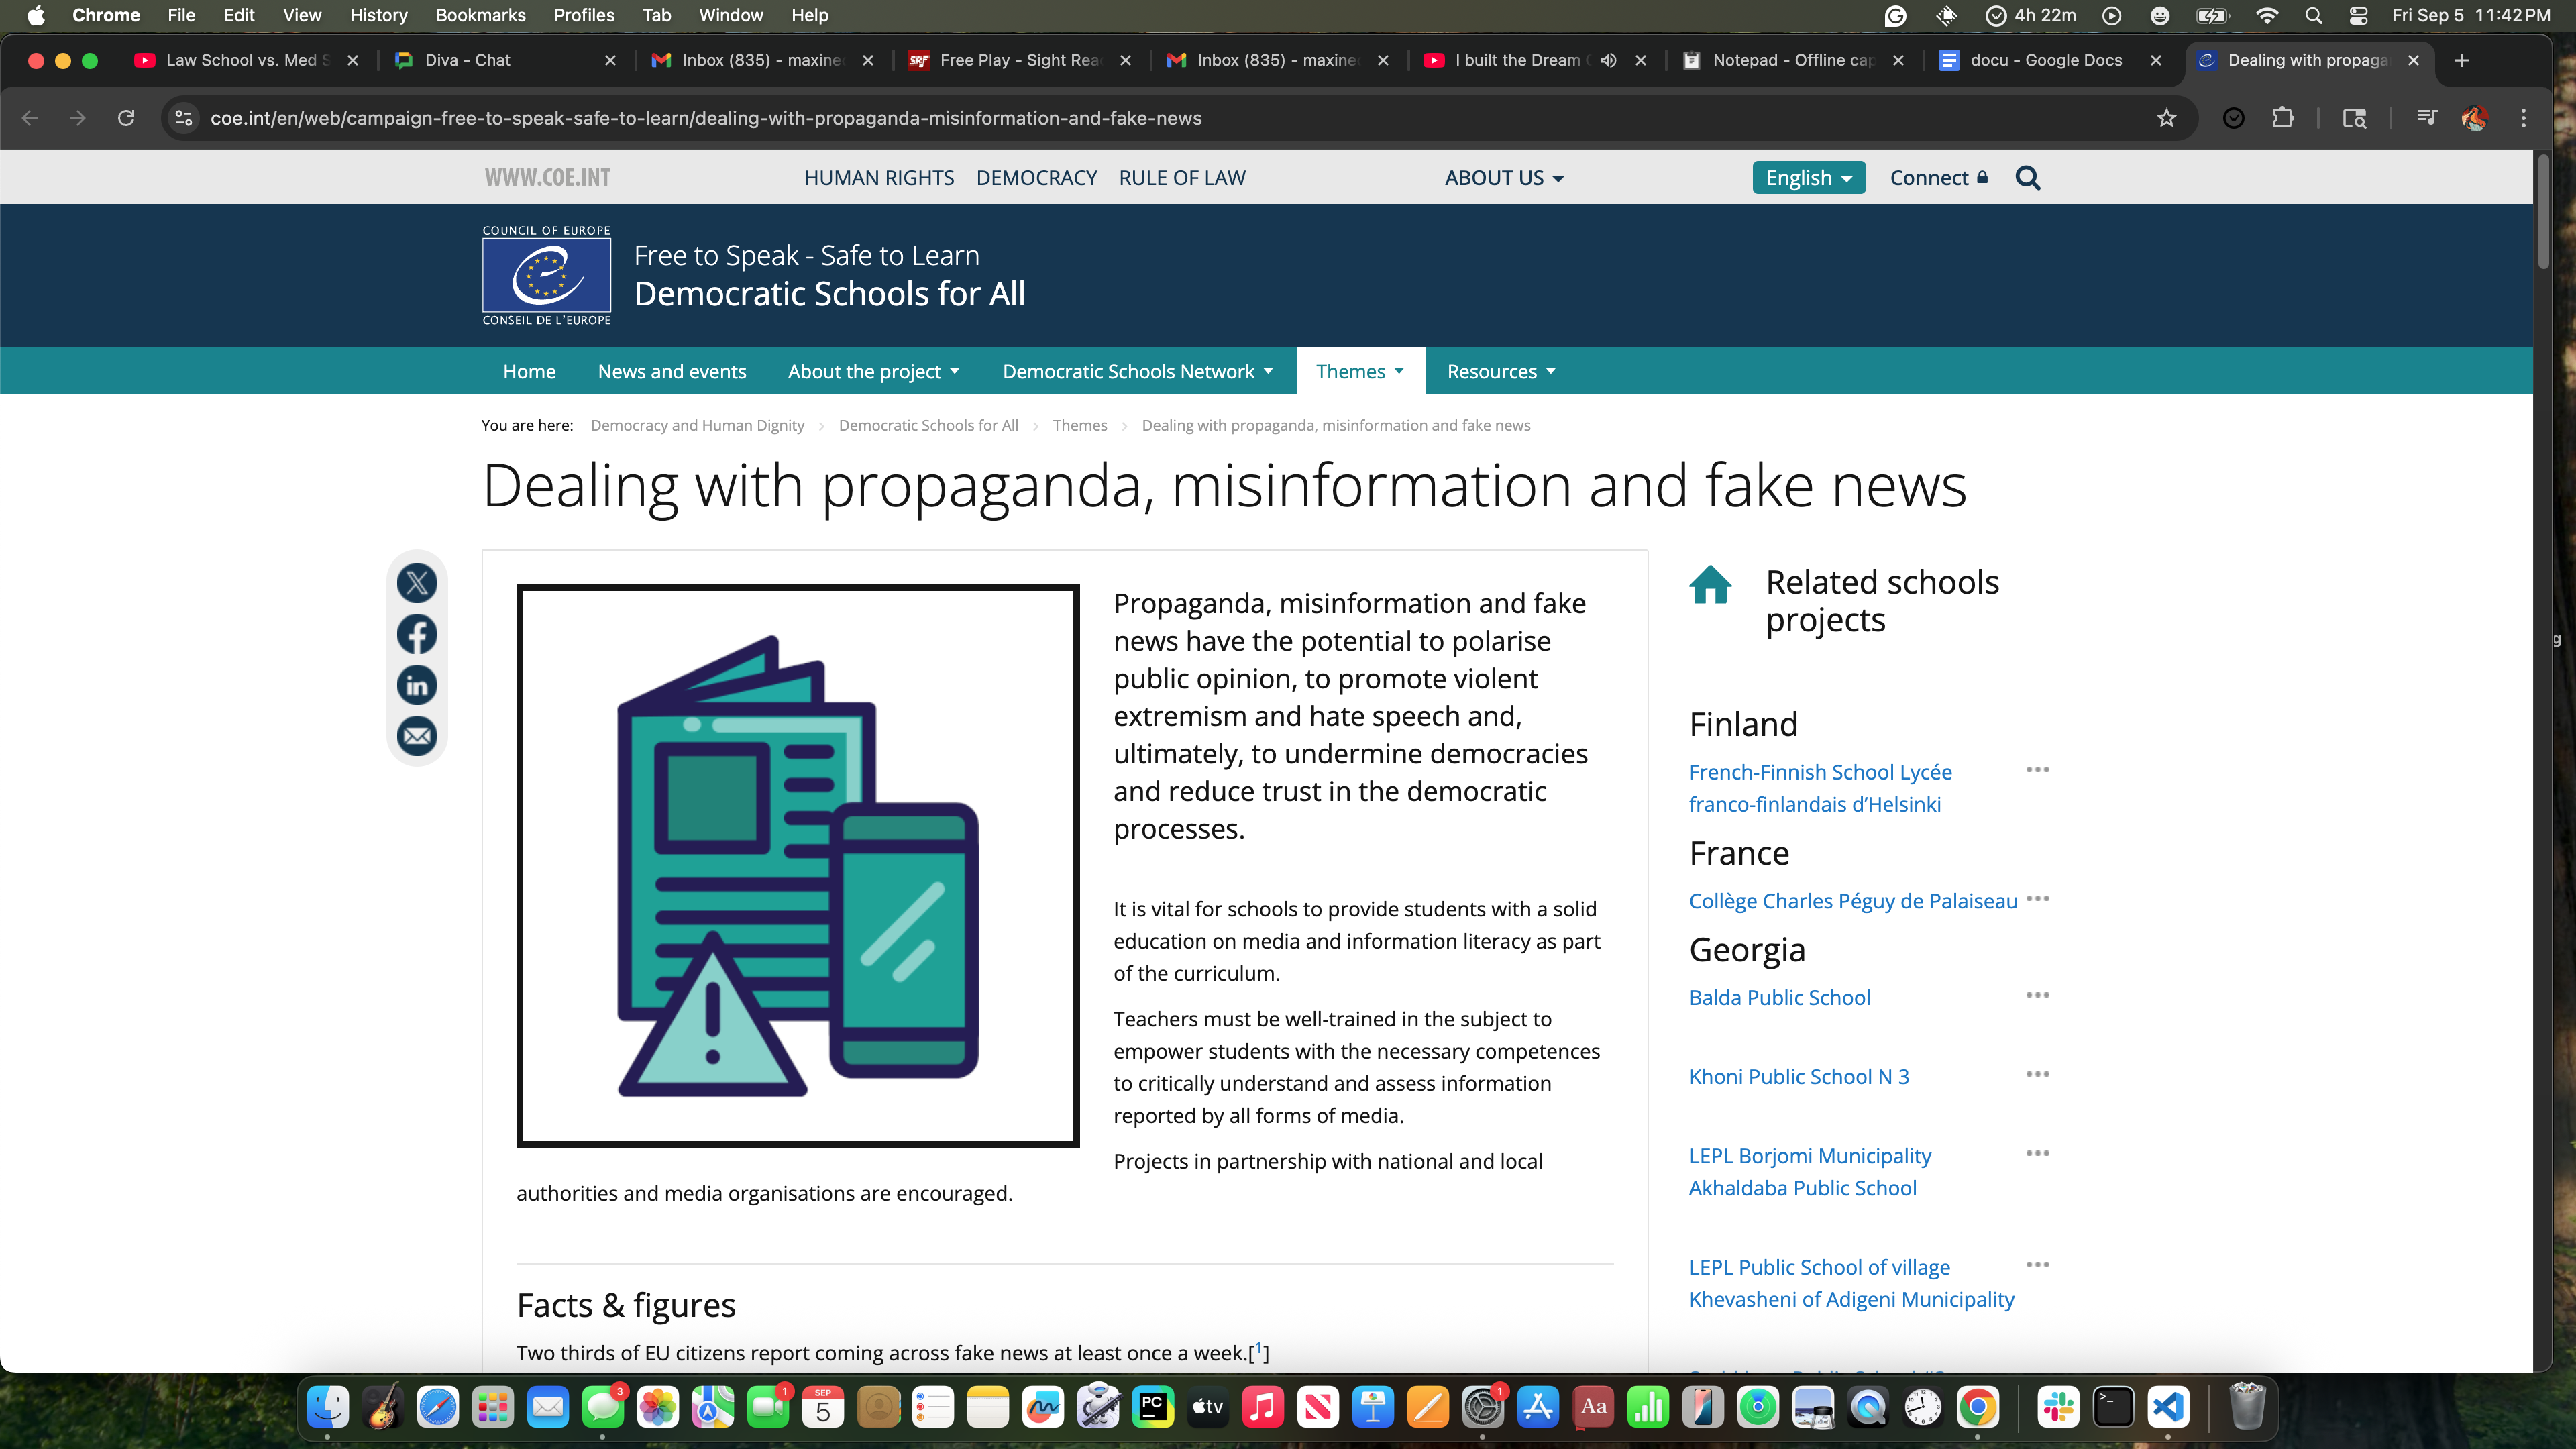 Chrome File Edit View History Bookmarks Profiles Tab Window Help 4h 22m Fri Sep 5 11:42 PM
Law School vs. Med Diva - Chat Inbox (835) - maxine Free Play - Sight Rea Inbox (835) - maxine I built the Dream Notepad - Offline cap docu - Google Docs Dealing with propaga
coe.int/en/web/campaign-free-to-speak-safe-to-learn/dealing-with-propaganda-misinformation-and-fake-news
WWW.COE.INT HUMAN RIGHTS DEMOCRACY RULE OF LAW ABOUT US English Connect
COUNCIL OF EUROPE
CONSEIL DE L'EUROPE
Free to Speak - Safe to Learn
Democratic Schools for All
Home News and events About the project Democratic Schools Network Themes Resources
You are here: Democracy and Human Dignity Democratic Schools for All Themes Dealing with propaganda, misinformation and fake news
Dealing with propaganda, misinformation and fake news
Propaganda, misinformation and fake
news have the potential to polarise
public opinion, to promote violent
extremism and hate speech and,
ultimately, to undermine democracies
and reduce trust in the democratic
processes.
It is vital for schools to provide students with a solid
education on media and information literacy as part
of the curriculum.
Teachers must be well-trained in the subject to
empower students with the necessary competences
to critically understand and assess information
reported by all forms of media.
Projects in partnership with national and local
authorities and media organisations are encouraged.
Facts & figures
Two thirds of EU citizens report coming across fake news at least once a week.[1]
Related schools
projects
Finland
French-Finnish School Lycée
franco-finlandais d'Helsinki
France
Collège Charles Péguy de Palaiseau
Georgia
Balda Public School
Khoni Public School N 3
LEPL Borjomi Municipality
Akhaldaba Public School
LEPL Public School of village
Khevasheni of Adigeni Municipality
3 1 SEP 5 PC tv 1 Aa